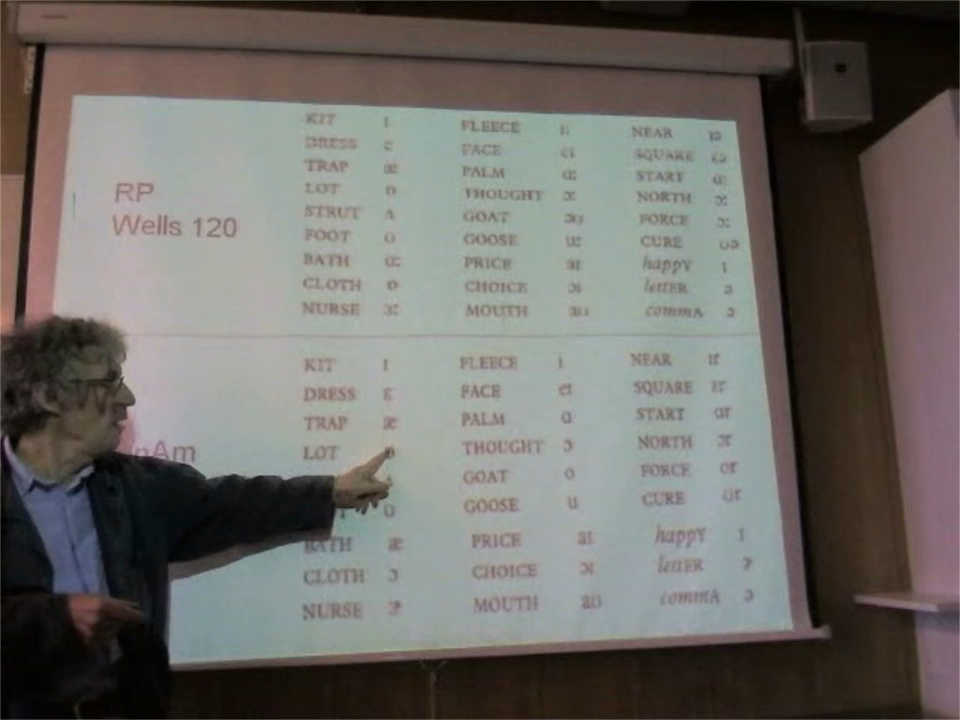 RP
Wells 120
KIT ɪ FLEECE iː NEAR ɪə
DRESS e FACE eɪ SQUARE ɛə
TRAP æ PALM ɑː START ɑː
LOT ɒ THOUGHT ɔː NORTH ɔː
STRUT ʌ GOAT əʊ FORCE ɔː
FOOT ʊ GOOSE uː CURE ʊə
BATH ɑː PRICE aɪ happY ɪ
CLOTH ɒ CHOICE ɔɪ lettER ə
NURSE ɜː MOUTH aʊ commA ə
nAm
KIT ɪ FLEECE i NEAR ɪr
DRESS ɛ FACE eɪ SQUARE ɛr
TRAP æ PALM ɑ START ɑr
LOT THOUGHT ɔ NORTH ɔr
GOAT o FORCE or
ʊ GOOSE u CURE ʊr
BATH æ PRICE aɪ happY ɪ
CLOTH ɔ CHOICE ɔɪ lettER ɚ
NURSE ɝ MOUTH aʊ commA ə